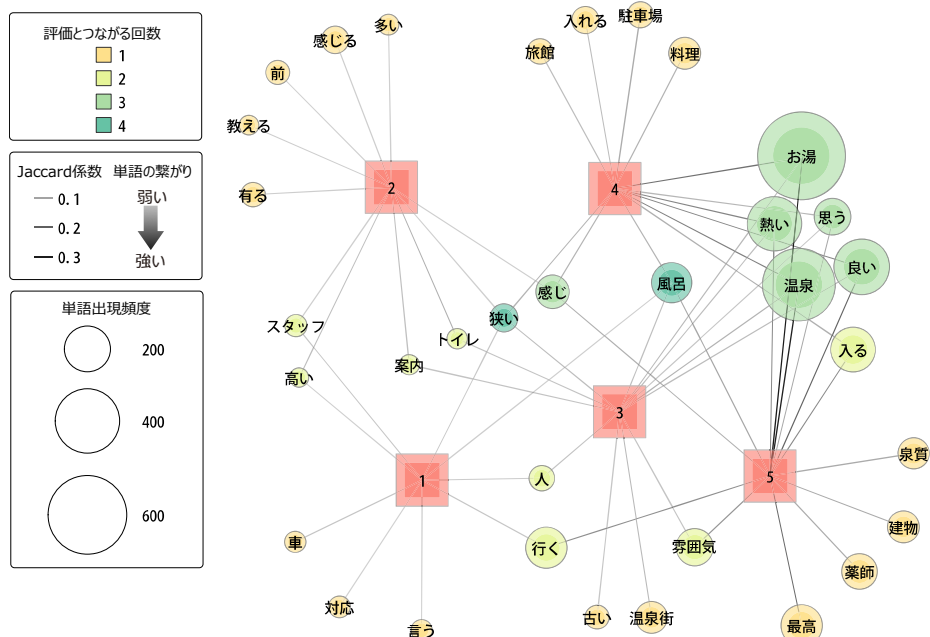 評価とつながる回数
1
2
3
4
Jaccard係数 単語の繋がり
0.1
0.2
0.3
弱い
強い
単語出現頻度
200
400
600
多い
感じる
前
教える
有る
2
入れる
駐車場
旅館
料理
4
お湯
熱い
思う
温泉
良い
入る
風呂
感じ
狭い
トイレ
案内
スタッフ
高い
3
1
5
人
行く
雰囲気
車
対応
言う
古い
温泉街
泉質
建物
薬師
最高